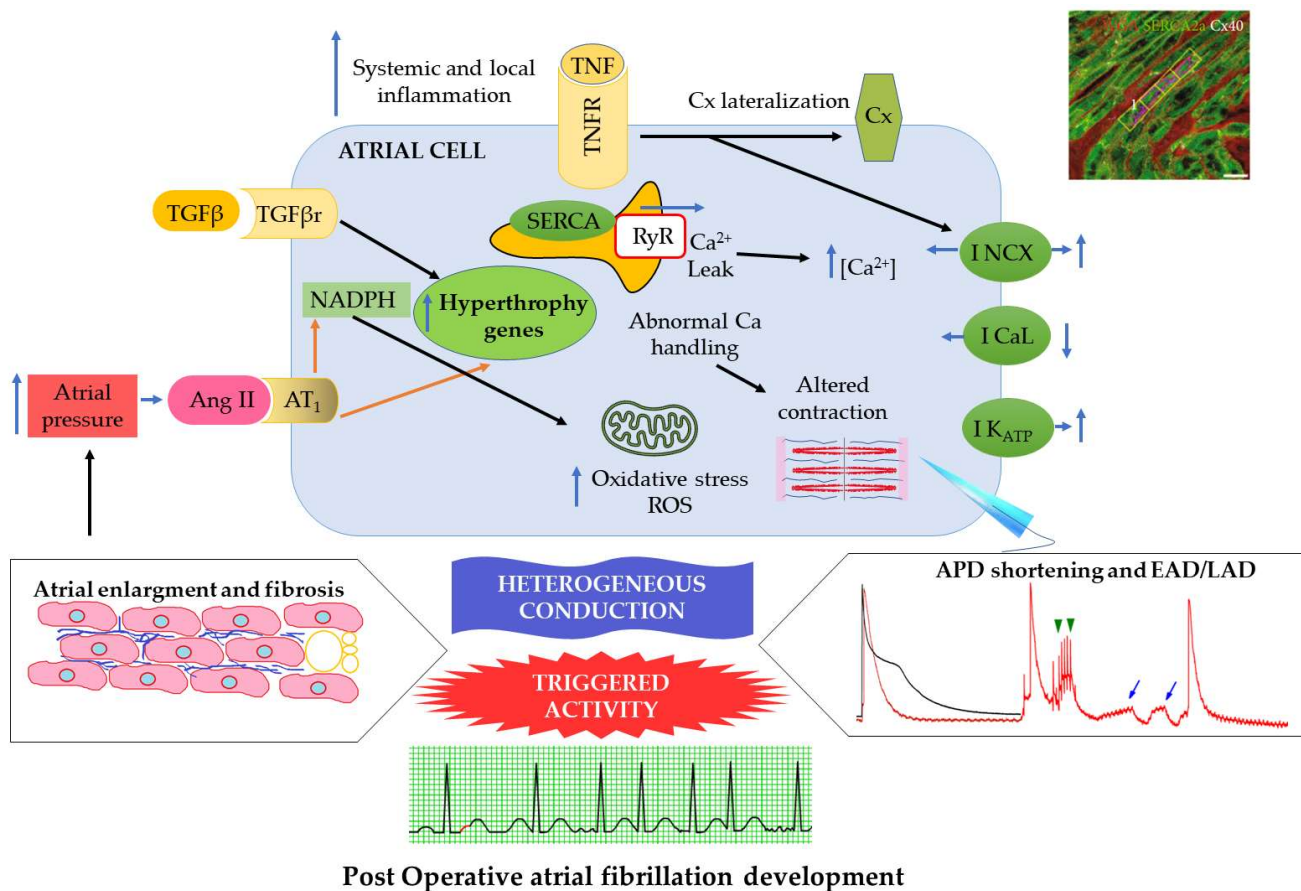 SERCA2a Cx40
TNF
TNFR
Systemic and local
inflammation
Cx lateralization
Cx
ATRIAL CELL
TGFβ
TGFβr
SERCA
RyR
Ca²⁺
Leak
[Ca²⁺]
I NCX
NADPH
Hyperthrophy
genes
Abnormal Ca
handling
I CaL
Atrial
pressure
Ang II
AT₁
Altered
contraction
I K_ATP
Oxidative stress
ROS
Atrial enlargment and fibrosis
HETEROGENEOUS
CONDUCTION
APD shortening and EAD/LAD
TRIGGERED
ACTIVITY
Post Operative atrial fibrillation development